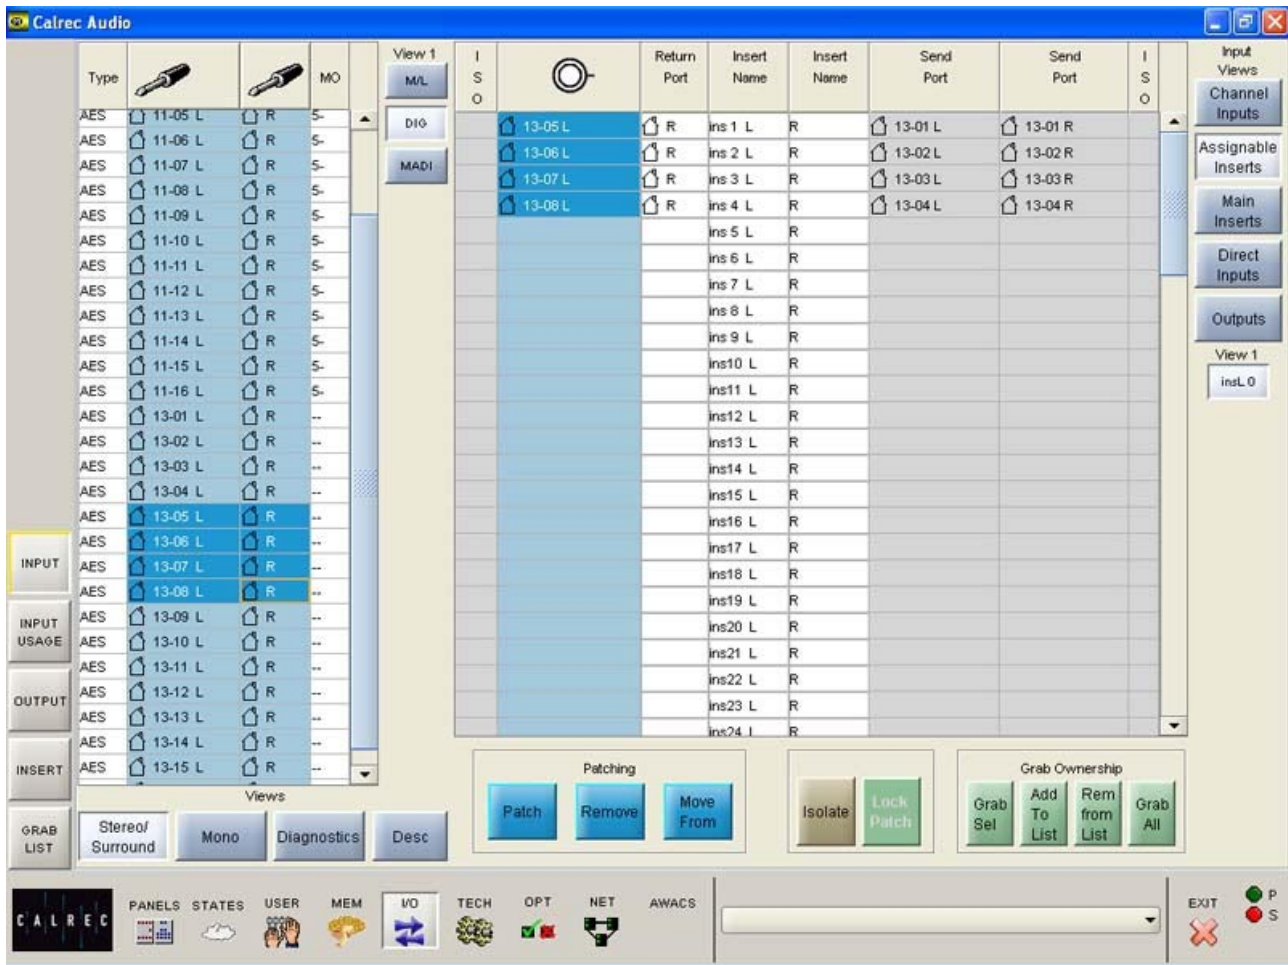 Calrec Audio
Type MO
AES 11-05 L R 5-
AES 11-06 L R 5-
AES 11-07 L R 5-
AES 11-08 L R 5-
AES 11-09 L R 5-
AES 11-10 L R 5-
AES 11-11 L R 5-
AES 11-12 L R 5-
AES 11-13 L R 5-
AES 11-14 L R 5-
AES 11-15 L R 5-
AES 11-16 L R 5-
AES 13-01 L R --
AES 13-02 L R --
AES 13-03 L R --
AES 13-04 L R --
AES 13-05 L R --
AES 13-06 L R --
AES 13-07 L R --
AES 13-08 L R --
AES 13-09 L R --
AES 13-10 L R --
AES 13-11 L R --
AES 13-12 L R --
AES 13-13 L R --
AES 13-14 L R --
AES 13-15 L R --
View 1
M/L
DIG
MADI
ISO Return Port Insert Name Insert Name Send Port Send Port ISO
13-05 L R ins 1 L R 13-01 L 13-01 R
13-06 L R ins 2 L R 13-02 L 13-02 R
13-07 L R ins 3 L R 13-03 L 13-03 R
13-08 L R ins 4 L R 13-04 L 13-04 R
ins 5 L R
ins 6 L R
ins 7 L R
ins 8 L R
ins 9 L R
ins10 L R
ins11 L R
ins12 L R
ins13 L R
ins14 L R
ins15 L R
ins16 L R
ins17 L R
ins18 L R
ins19 L R
ins20 L R
ins21 L R
ins22 L R
ins23 L R
ins24 L R
Input
Views
Channel
Inputs
Assignable
Inserts
Main
Inserts
Direct
Inputs
Outputs
View 1
insL 0
INPUT
INPUT
USAGE
OUTPUT
INSERT
GRAB
LIST
Views
Stereo/
Surround
Mono
Diagnostics
Desc
Patching
Patch
Remove
Move
From
Isolate
Lock
Patch
Grab Ownership
Grab
Sel
Add
To
List
Rem
from
List
Grab
All
CALREC
PANELS STATES USER MEM I/O TECH OPT NET AWACS
EXIT
P
S